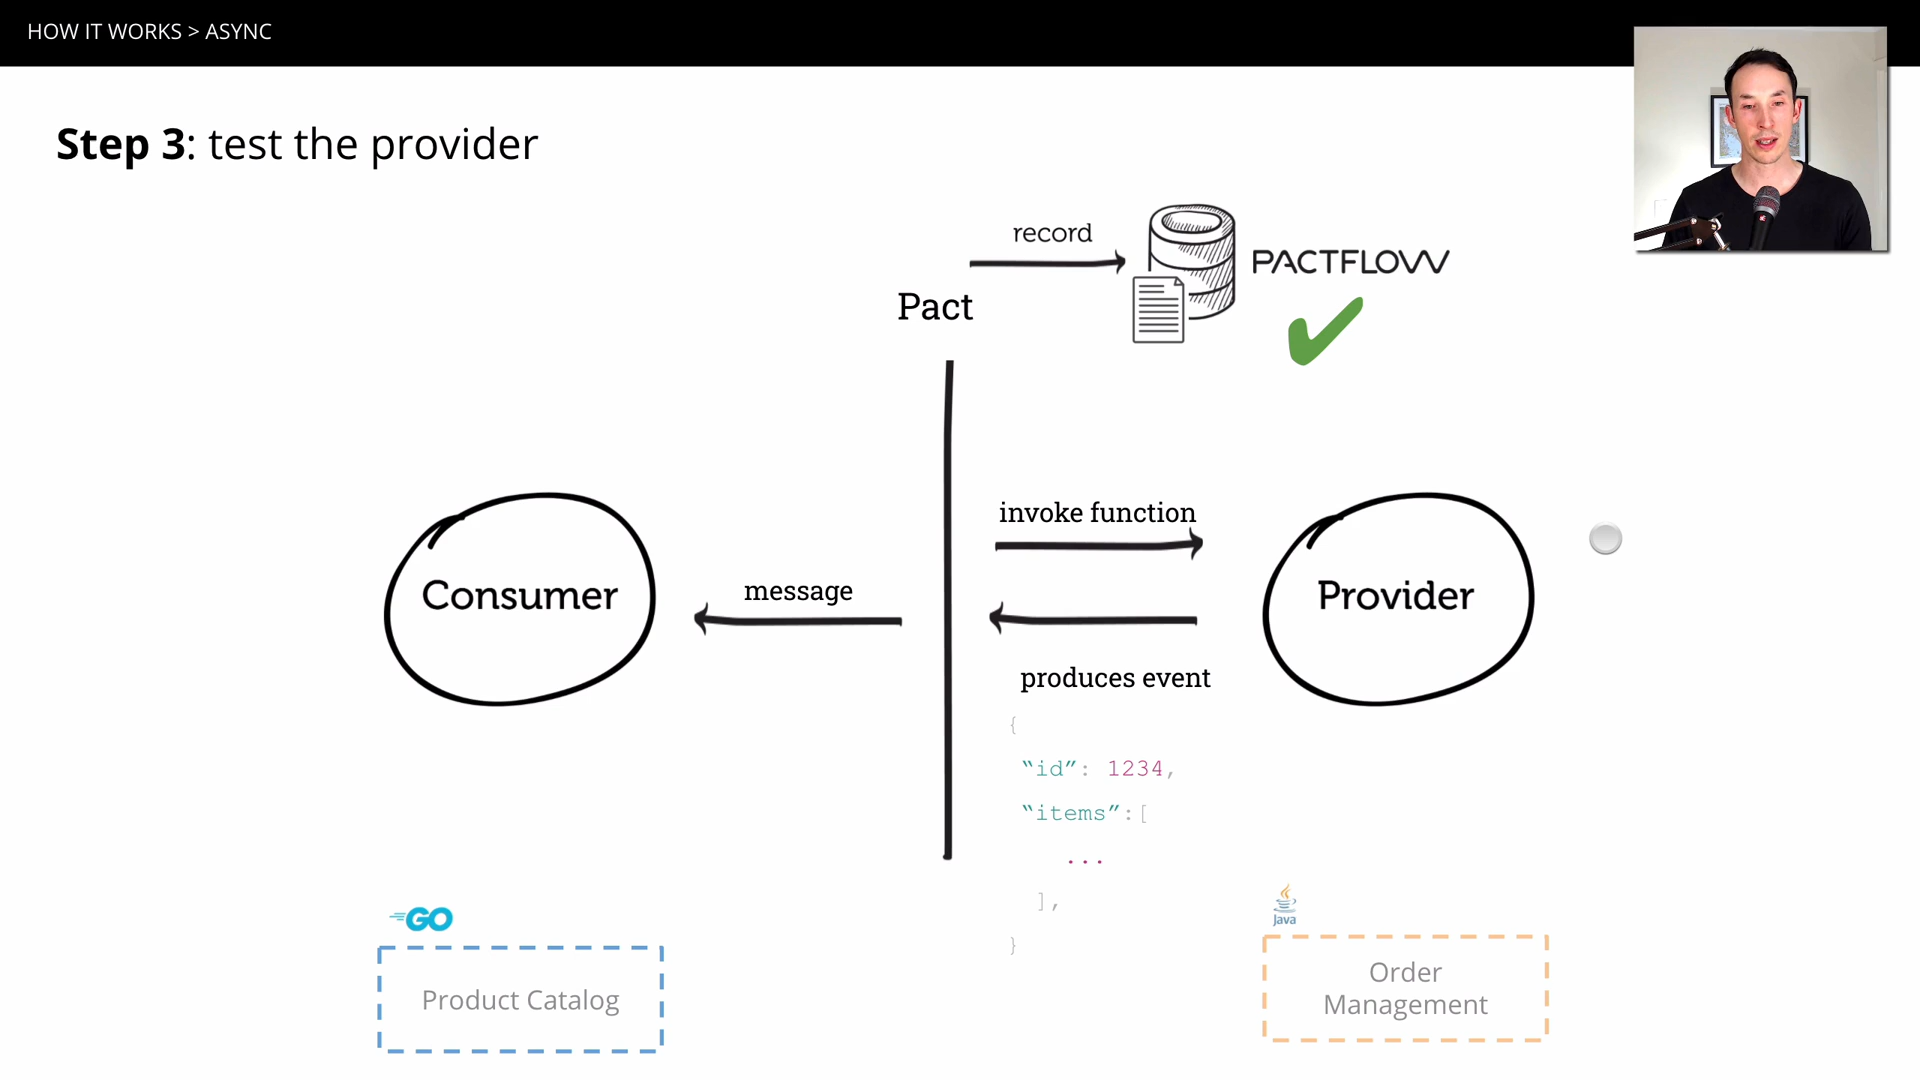 HOW IT WORKS > ASYNC
Step 3: test the provider
record
PACTFLOW
Pact
invoke function
Consumer
message
Provider
produces event
{
“id”: 1234,
“items”:[
...
],
}
GO
Java
Product Catalog
Order
Management